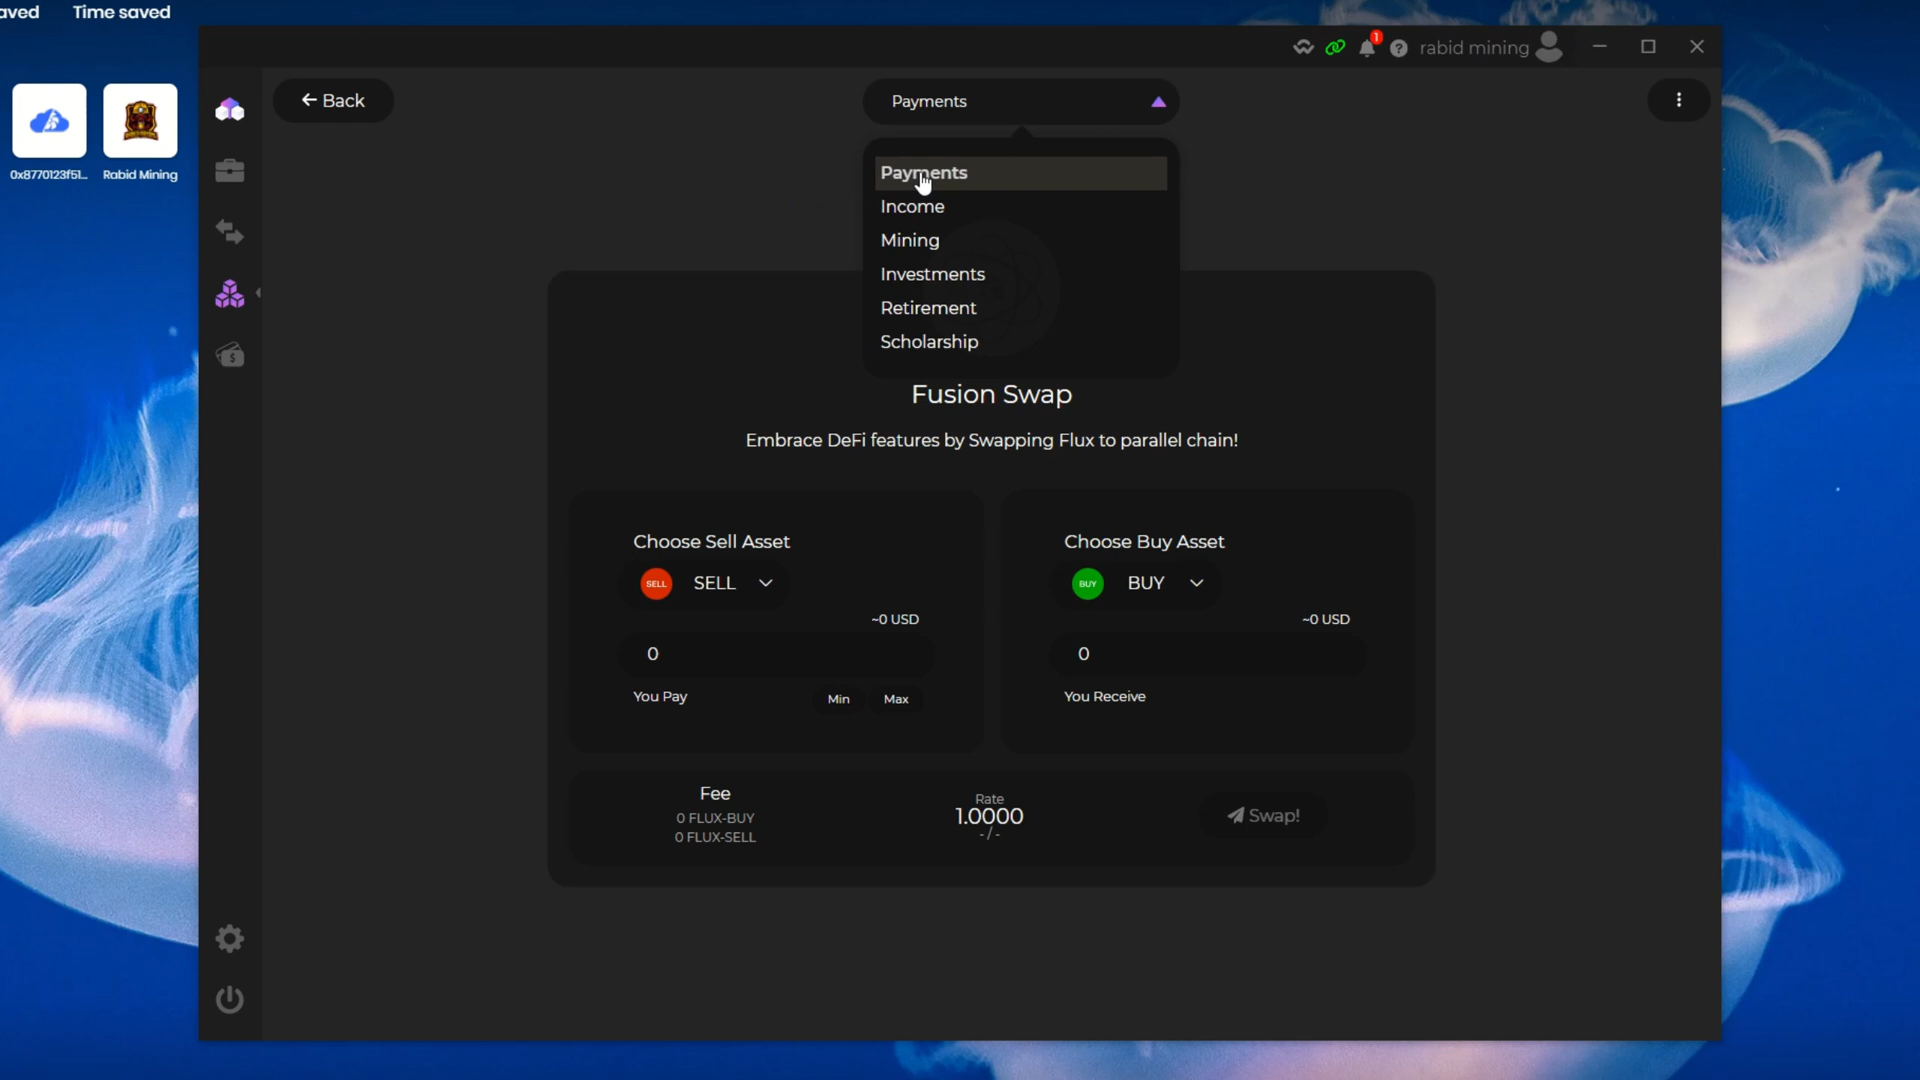 aved
Time saved
0x8770123f51...
Rabid Mining
1
?
rabid mining
Back
Payments
Payments
Income
Mining
Investments
Retirement
Scholarship
Fusion Swap
Embrace DeFi features by Swapping Flux to parallel chain!
Choose Sell Asset
SELL
SELL
~0 USD
0
You Pay
Min
Max
Choose Buy Asset
BUY
BUY
~0 USD
0
You Receive
Fee
0 FLUX-BUY
0 FLUX-SELL
Rate
1.0000
- / -
Swap!